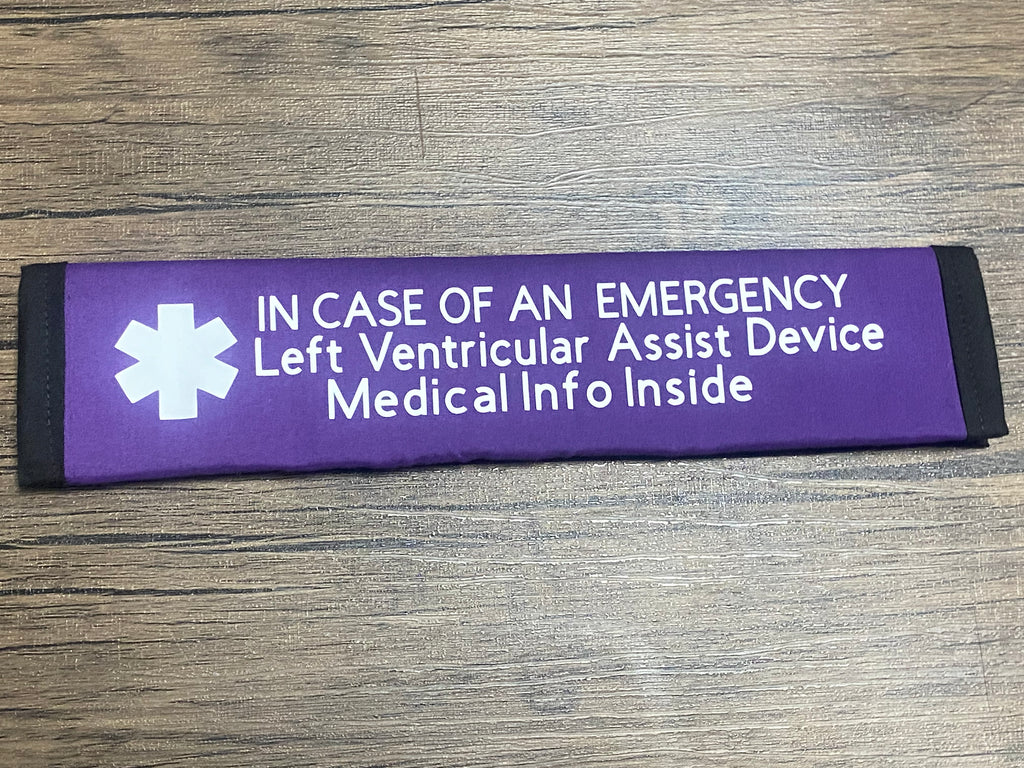 IN CASE OF AN EMERGENCY
Left Ventricular Assist Device
Medical Info Inside